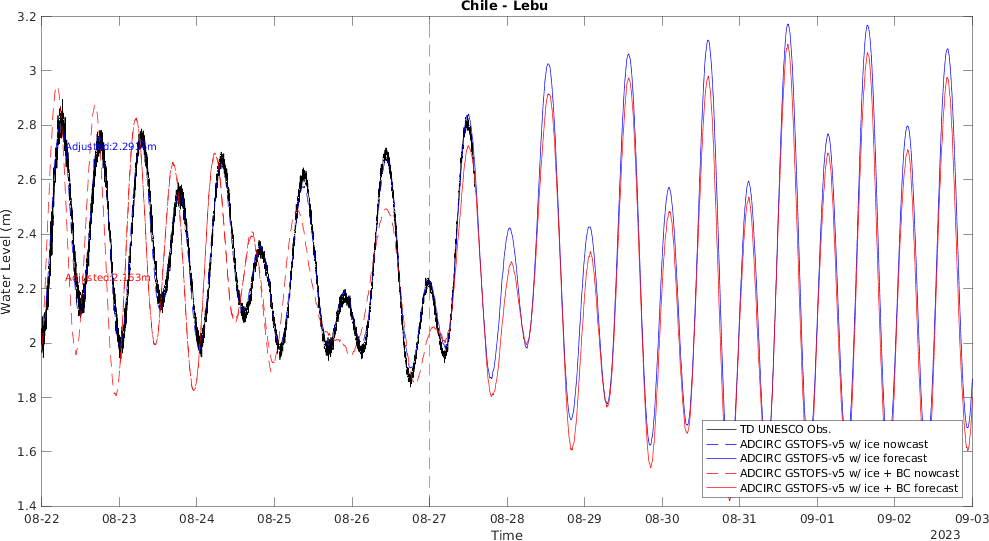 Chile - Lebu
Water Level (m)
3.2
3
2.8
2.6
2.4
2.2
2
1.8
1.6
1.4
Adjusted:2.153m
TD UNESCO Obs.
ADCIRC GSTOFS-v5 w/ ice nowcast
ADCIRC GSTOFS-v5 w/ ice forecast
ADCIRC GSTOFS-v5 w/ ice + BC nowcast
ADCIRC GSTOFS-v5 w/ ice + BC forecast
08-22 08-23 08-24 08-25 08-26 08-27 08-28 08-29 08-30 08-31 09-01 09-02 09-03
Time
2023